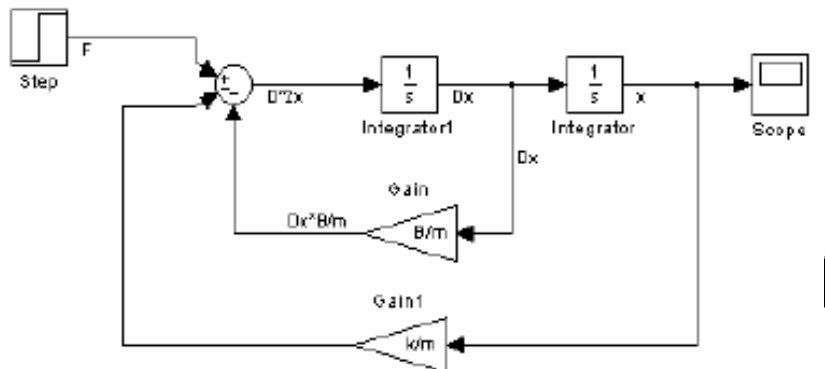 F
Step
+
−
−
D^2x
1
s
Integrator1
Dx
1
s
Integrator
x
Scope
Dx
Gain
Dx*B/m
B/m
Gain1
k/m